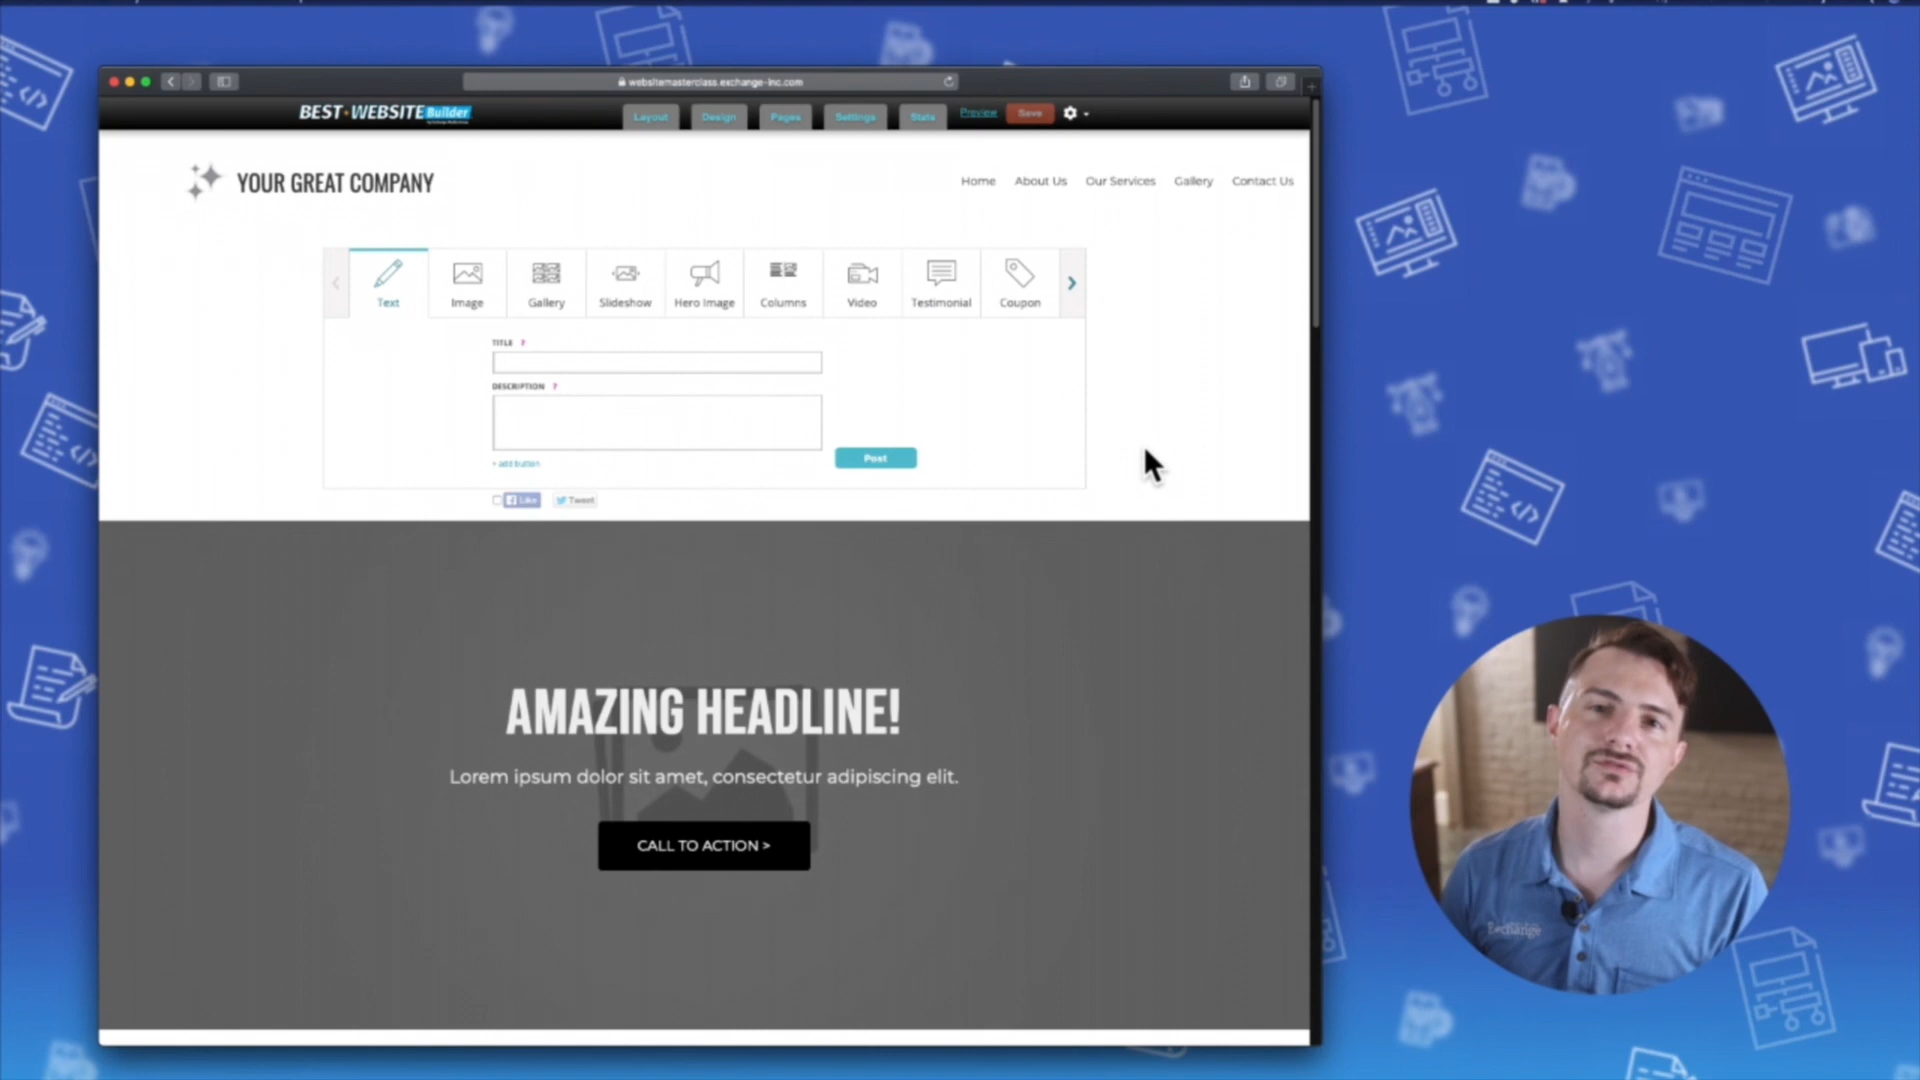 websitemasterclass.exchange-inc.com
BEST•WEBSITE Builder
Layout
Design
Pages
Settings
Stats
Preview
Save
YOUR GREAT COMPANY
Home
About Us
Our Services
Gallery
Contact Us
Text
Image
Gallery
Slideshow
Hero Image
Columns
Video
Testimonial
Coupon
TITLE ?
DESCRIPTION ?
+ add button
Post
Like
Tweet
AMAZING HEADLINE!
Lorem ipsum dolor sit amet, consectetur adipiscing elit.
CALL TO ACTION >
Exchange